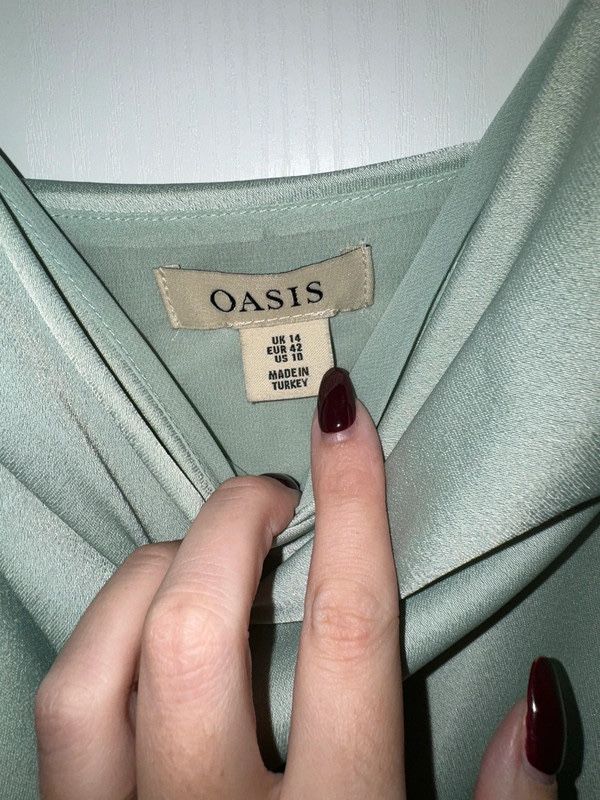 OASIS
UK 14
EUR 42
US 10
MADE IN
TURKEY